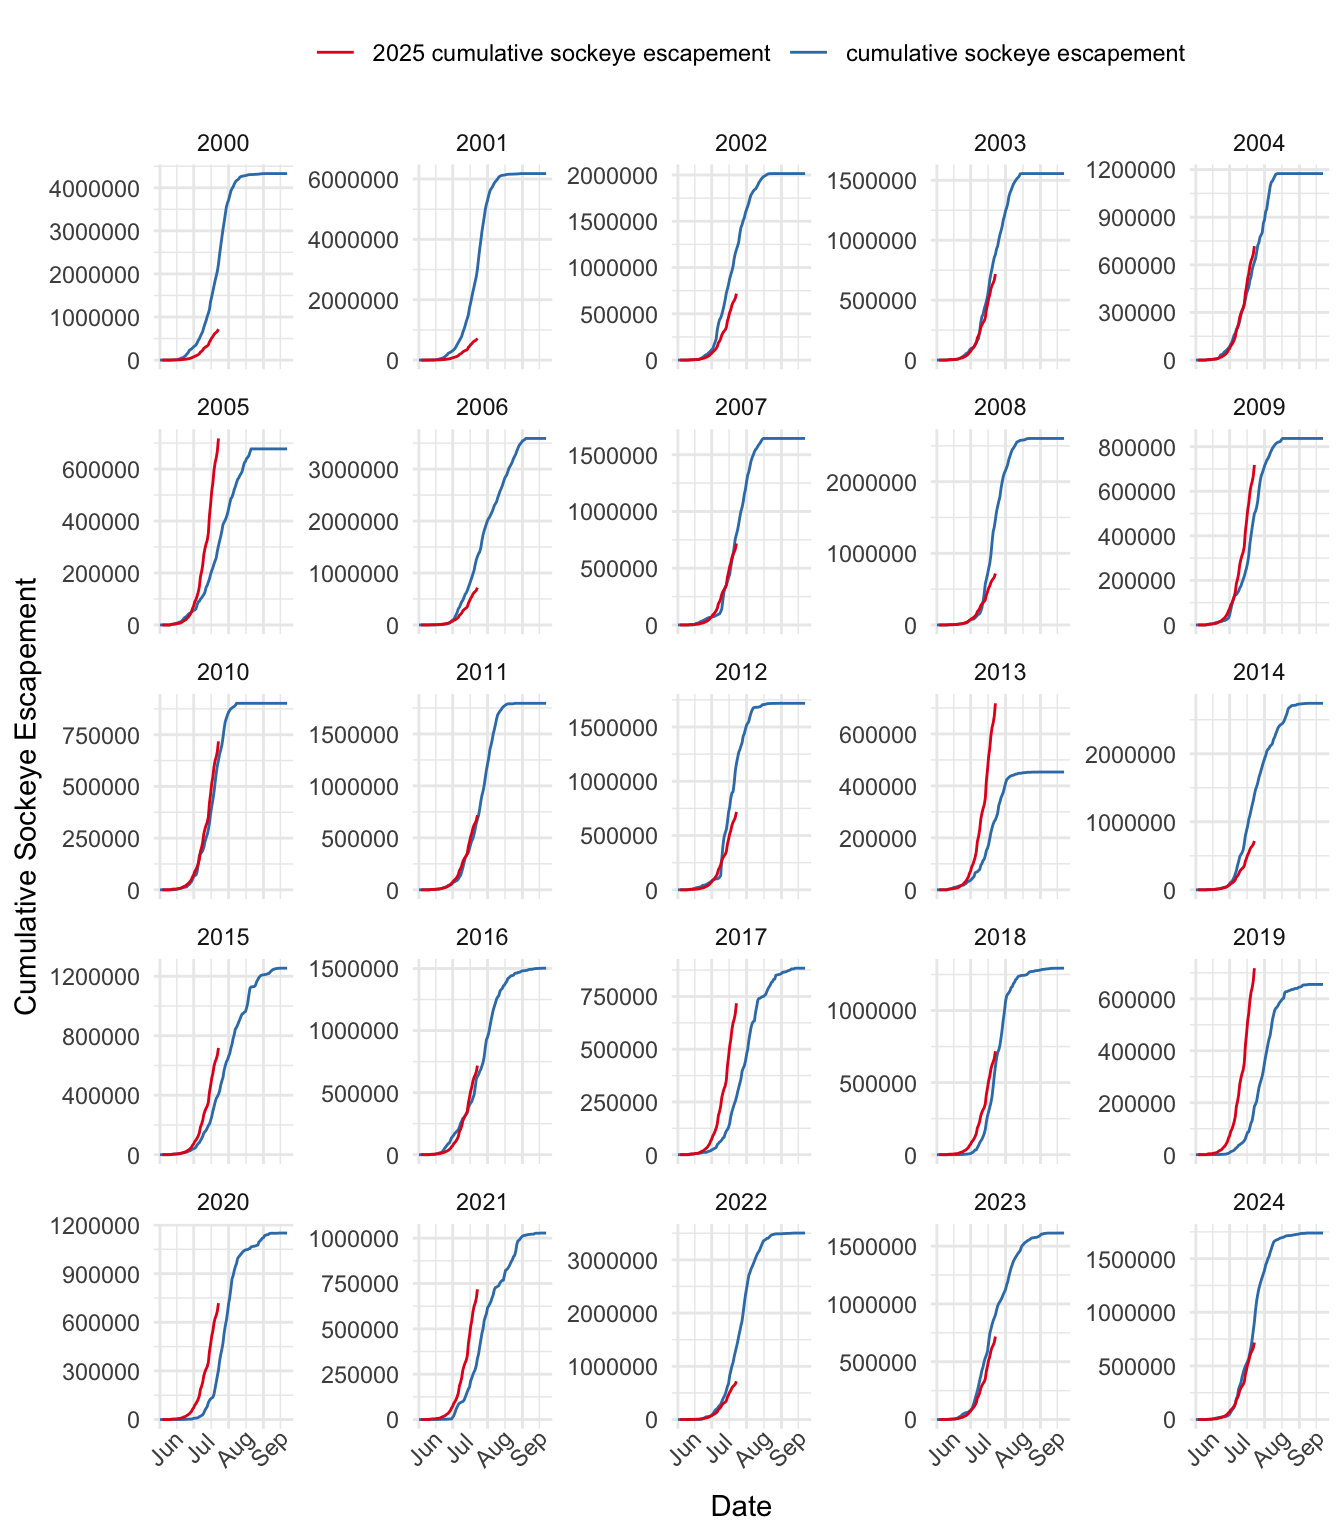 2025 cumulative sockeye escapement cumulative sockeye escapement
2000 2001 2002 2003 2004
4000000 3000000 2000000 1000000 0
6000000 4000000 2000000 0
2000000 1500000 1000000 500000 0
1500000 1000000 500000 0
1200000 900000 600000 300000 0
2005 2006 2007 2008 2009
600000 400000 200000 0
3000000 2000000 1000000 0
1500000 1000000 500000 0
2000000 1000000 0
800000 600000 400000 200000 0
2010 2011 2012 2013 2014
750000 500000 250000 0
1500000 1000000 500000 0
1500000 1000000 500000 0
600000 400000 200000 0
2000000 1000000 0
2015 2016 2017 2018 2019
1200000 800000 400000 0
1500000 1000000 500000 0
750000 500000 250000 0
1000000 500000 0
600000 400000 200000 0
2020 2021 2022 2023 2024
1200000 900000 600000 300000 0
1000000 750000 500000 250000 0
3000000 2000000 1000000 0
1500000 1000000 500000 0
1500000 1000000 500000 0
Jun Jul Aug Sep Jun Jul Aug Sep Jun Jul Aug Sep Jun Jul Aug Sep Jun Jul Aug Sep
Date
Cumulative Sockeye Escapement